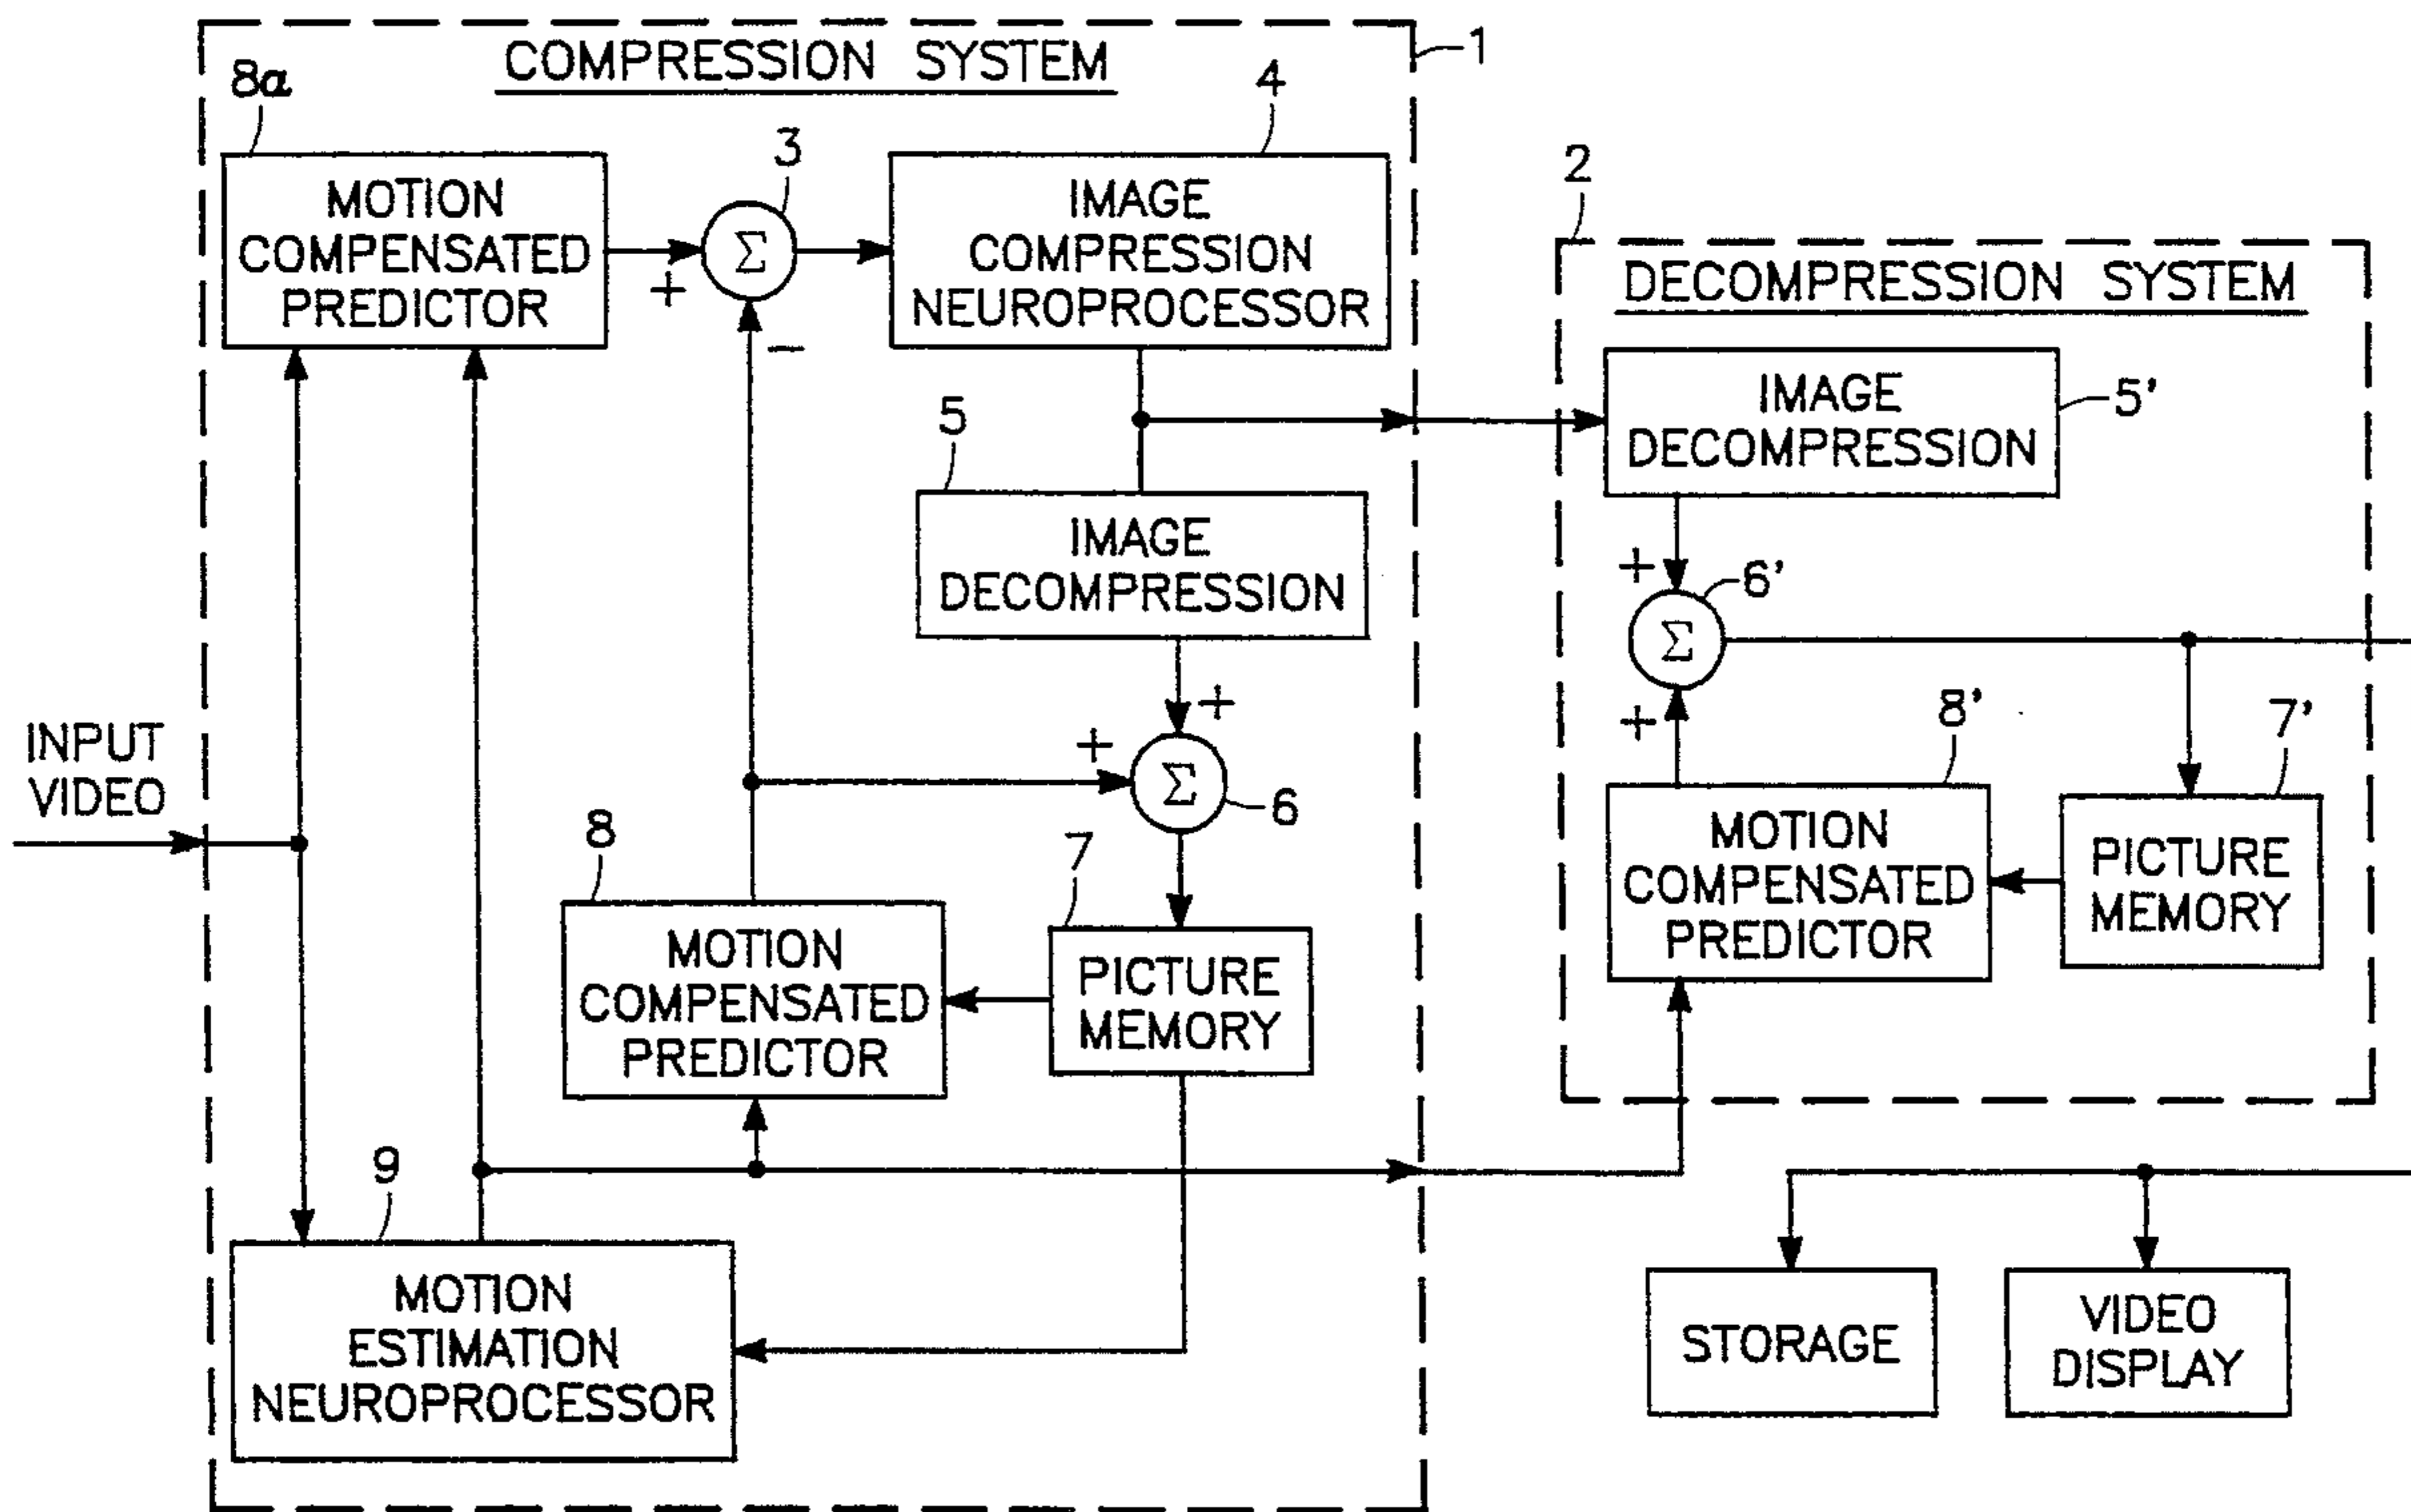 COMPRESSION SYSTEM
1
8a
MOTION
COMPENSATED
PREDICTOR
3
Σ
+
−
4
IMAGE
COMPRESSION
NEUROPROCESSOR
5
IMAGE
DECOMPRESSION
+
+
Σ
6
INPUT
VIDEO
8
MOTION
COMPENSATED
PREDICTOR
7
PICTURE
MEMORY
9
MOTION
ESTIMATION
NEUROPROCESSOR
2
DECOMPRESSION SYSTEM
IMAGE
DECOMPRESSION
5'
+
Σ
6'
+
8'
MOTION
COMPENSATED
PREDICTOR
7'
PICTURE
MEMORY
STORAGE
VIDEO
DISPLAY